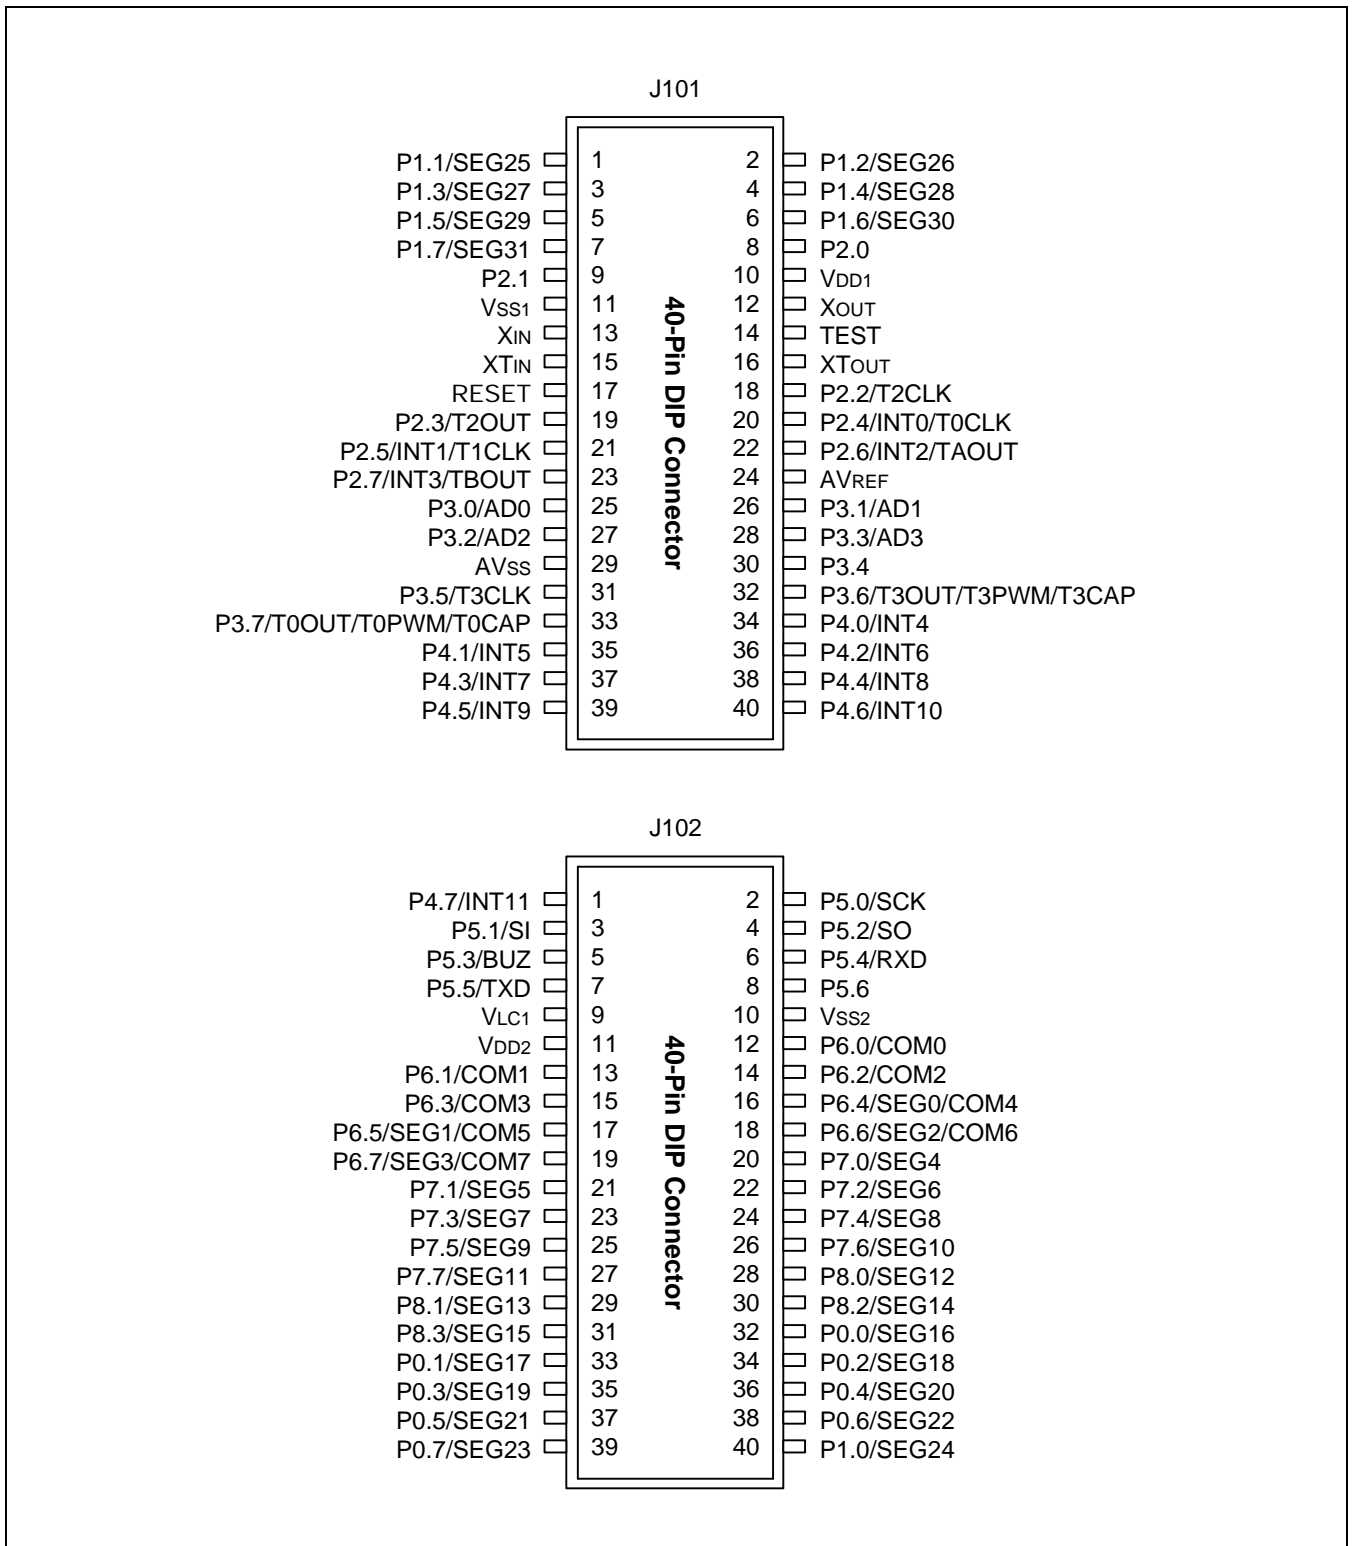 J101
P1.1/SEG25 1 2 P1.2/SEG26
P1.3/SEG27 3 4 P1.4/SEG28
P1.5/SEG29 5 6 P1.6/SEG30
P1.7/SEG31 7 8 P2.0
P2.1 9 10 VDD1
VSS1 11 12 XOUT
XIN 13 14 TEST
XTIN 15 16 XTOUT
RESET 17 18 P2.2/T2CLK
P2.3/T2OUT 19 20 P2.4/INT0/T0CLK
P2.5/INT1/T1CLK 21 22 P2.6/INT2/TAOUT
P2.7/INT3/TBOUT 23 24 AVREF
P3.0/AD0 25 26 P3.1/AD1
P3.2/AD2 27 28 P3.3/AD3
AVSS 29 30 P3.4
P3.5/T3CLK 31 32 P3.6/T3OUT/T3PWM/T3CAP
P3.7/T0OUT/T0PWM/T0CAP 33 34 P4.0/INT4
P4.1/INT5 35 36 P4.2/INT6
P4.3/INT7 37 38 P4.4/INT8
P4.5/INT9 39 40 P4.6/INT10
40-Pin DIP Connector
J102
P4.7/INT11 1 2 P5.0/SCK
P5.1/SI 3 4 P5.2/SO
P5.3/BUZ 5 6 P5.4/RXD
P5.5/TXD 7 8 P5.6
VLC1 9 10 VSS2
VDD2 11 12 P6.0/COM0
P6.1/COM1 13 14 P6.2/COM2
P6.3/COM3 15 16 P6.4/SEG0/COM4
P6.5/SEG1/COM5 17 18 P6.6/SEG2/COM6
P6.7/SEG3/COM7 19 20 P7.0/SEG4
P7.1/SEG5 21 22 P7.2/SEG6
P7.3/SEG7 23 24 P7.4/SEG8
P7.5/SEG9 25 26 P7.6/SEG10
P7.7/SEG11 27 28 P8.0/SEG12
P8.1/SEG13 29 30 P8.2/SEG14
P8.3/SEG15 31 32 P0.0/SEG16
P0.1/SEG17 33 34 P0.2/SEG18
P0.3/SEG19 35 36 P0.4/SEG20
P0.5/SEG21 37 38 P0.6/SEG22
P0.7/SEG23 39 40 P1.0/SEG24
40-Pin DIP Connector